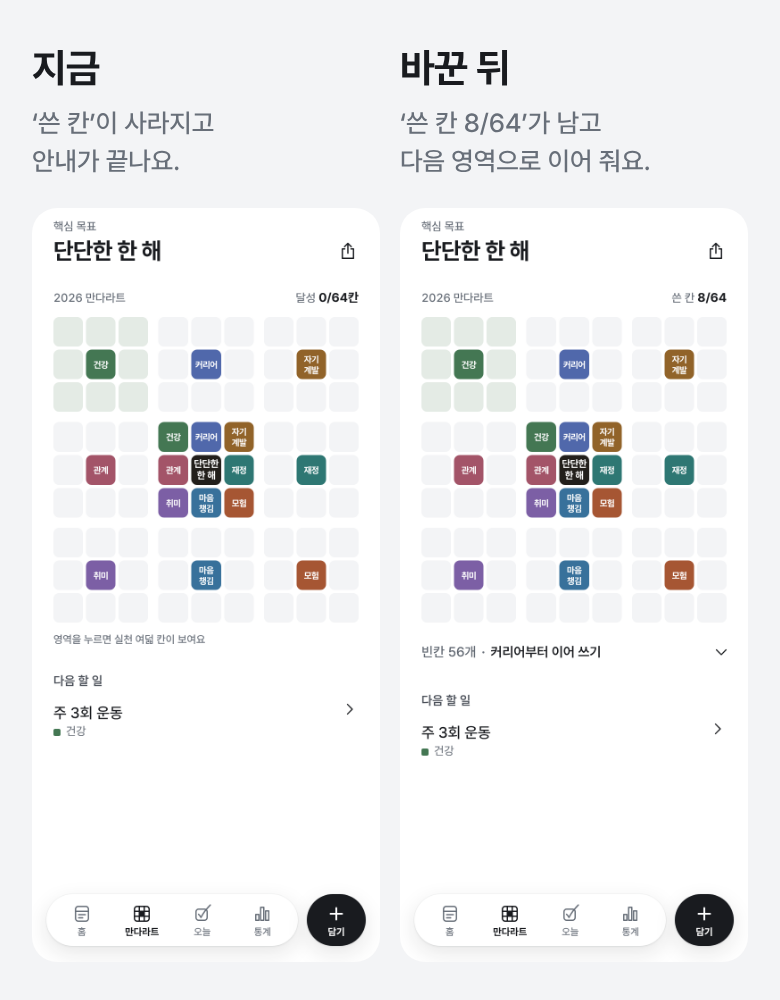 지금
‘쓴 칸’이 사라지고
안내가 끝나요.
핵심 목표
단단한 한 해
2026 만다라트
달성 0/64칸
건강
커리어
자기
계발
건강
커리어
자기
계발
관계
관계
단단한
한 해
재정
재정
취미
마음
챙김
모험
취미
마음
챙김
모험
영역을 누르면 실천 여덟 칸이 보여요
다음 할 일
주 3회 운동
건강
홈
만다라트
오늘
통계
담기
바꾼 뒤
‘쓴 칸 8/64’가 남고
다음 영역으로 이어 줘요.
핵심 목표
단단한 한 해
2026 만다라트
쓴 칸 8/64
건강
커리어
자기
계발
건강
커리어
자기
계발
관계
관계
단단한
한 해
재정
재정
취미
마음
챙김
모험
취미
마음
챙김
모험
빈칸 56개 · 커리어부터 이어 쓰기
다음 할 일
주 3회 운동
건강
홈
만다라트
오늘
통계
담기